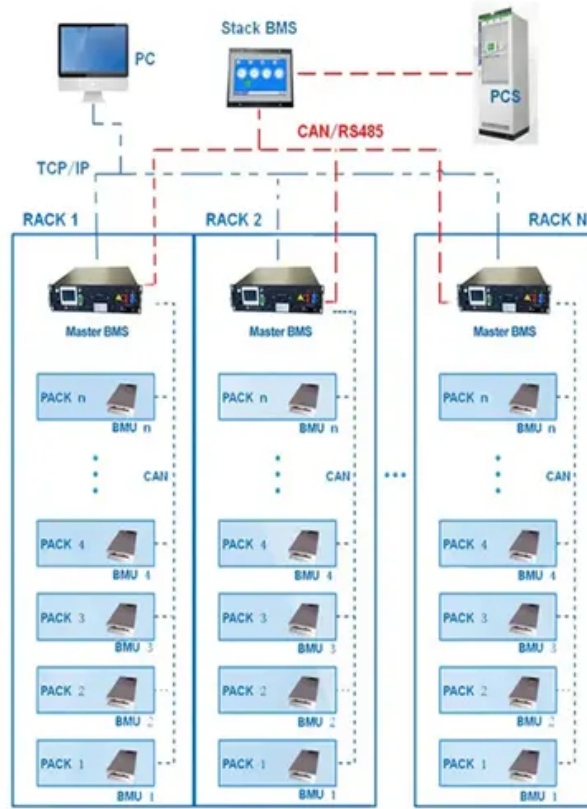 PC
Stack BMS
PCS
CAN/RS485
TCP/IP
RACK 1
RACK 2
RACK N
Master BMS
Master BMS
Master BMS
PACK n
BMU n
PACK n
BMU n
PACK n
BMU n
CAN
CAN
CAN
PACK 4
BMU 4
PACK 4
BMU 4
PACK 4
BMU 4
PACK 3
BMU 3
PACK 3
BMU 3
PACK 3
BMU 3
PACK 2
BMU 2
PACK 2
BMU 2
PACK 2
BMU 2
PACK 1
BMU 1
PACK 1
BMU 1
PACK 1
BMU 1